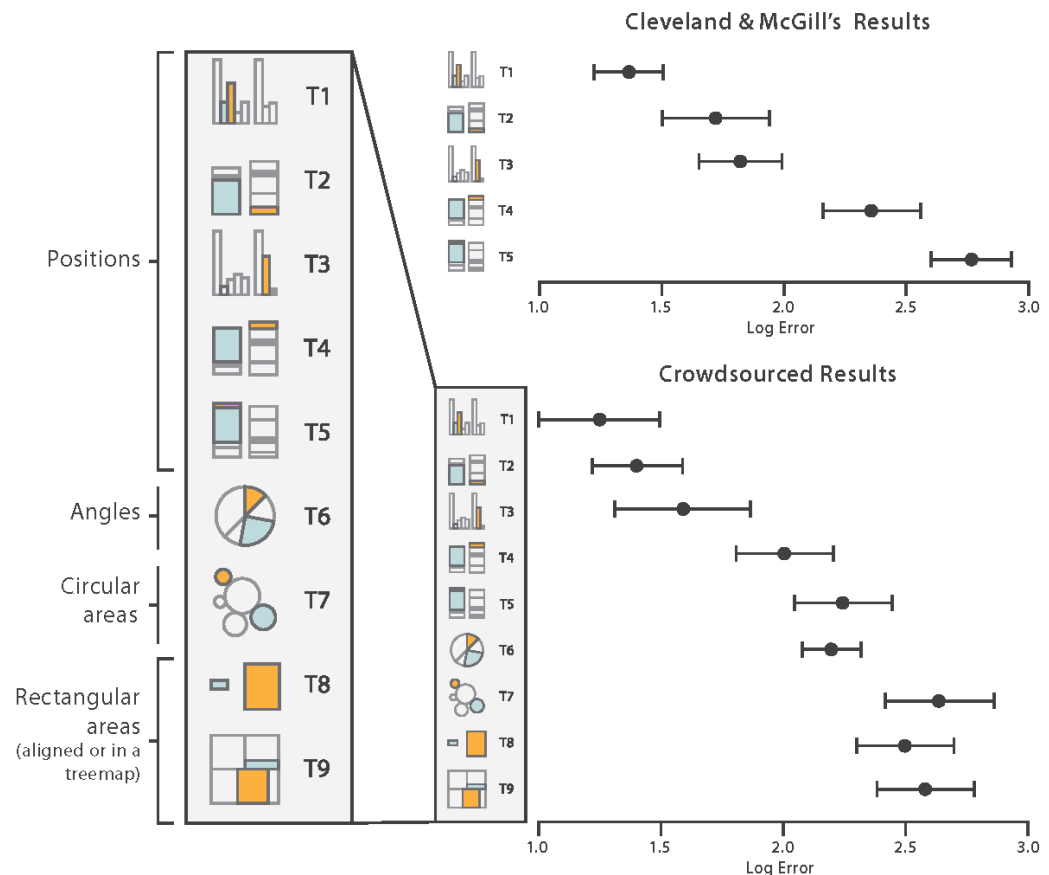 Positions
Angles
Circular
areas
Rectangular
areas
(aligned or in a
treemap)
T1
T2
T3
T4
T5
T6
T7
T8
T9
Cleveland & McGill's Results
T1
T2
T3
T4
T5
1.0 1.5 2.0 2.5 3.0
Log Error
Crowdsourced Results
T1
T2
T3
T4
T5
T6
T7
T8
T9
1.0 1.5 2.0 2.5 3.0
Log Error